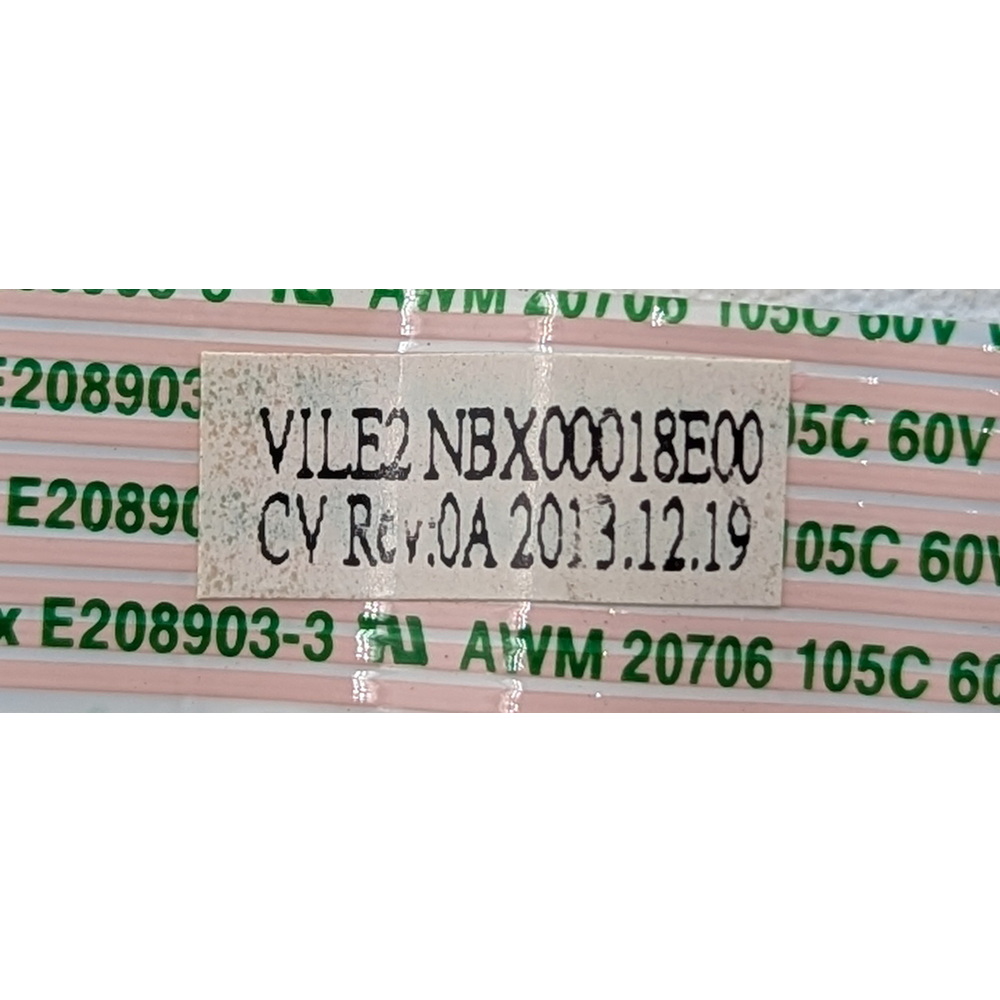 AWM 20706 105C 60V
E208903
VILE2 NBX00018E00
05C 60V
E20890
CV Rev:0A 2013.12.19
105C 60V
x E208903-3 AWM 20706 105C 60